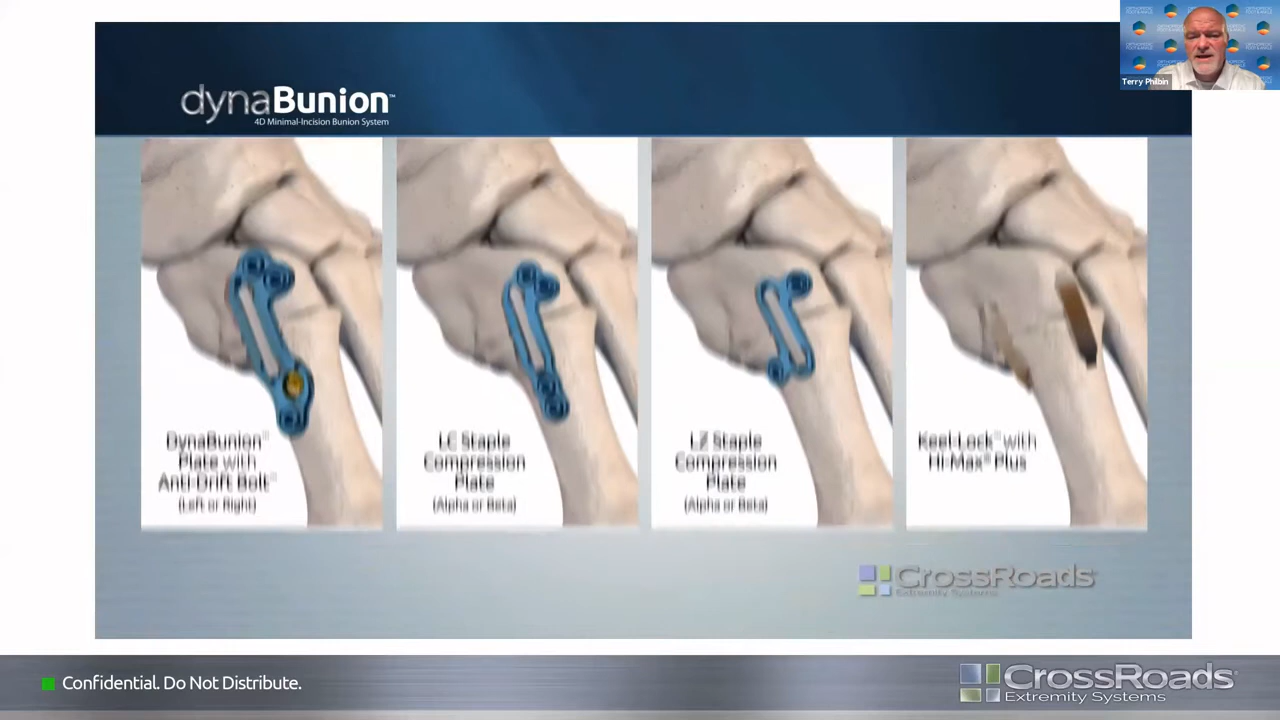 dynaBunion™
4D Minimal-Incision Bunion System
DynaBunion™
Plate with
Anti-Drift Bolt™
(Left or Right)
LC Staple
Compression
Plate
(Alpha or Beta)
LZ Staple
Compression
Plate
(Alpha or Beta)
Keel-Lock™ with
HI-Max® Plus
CrossRoads
Extremity Systems
Terry Philbin
Confidential. Do Not Distribute.
CrossRoads
Extremity Systems